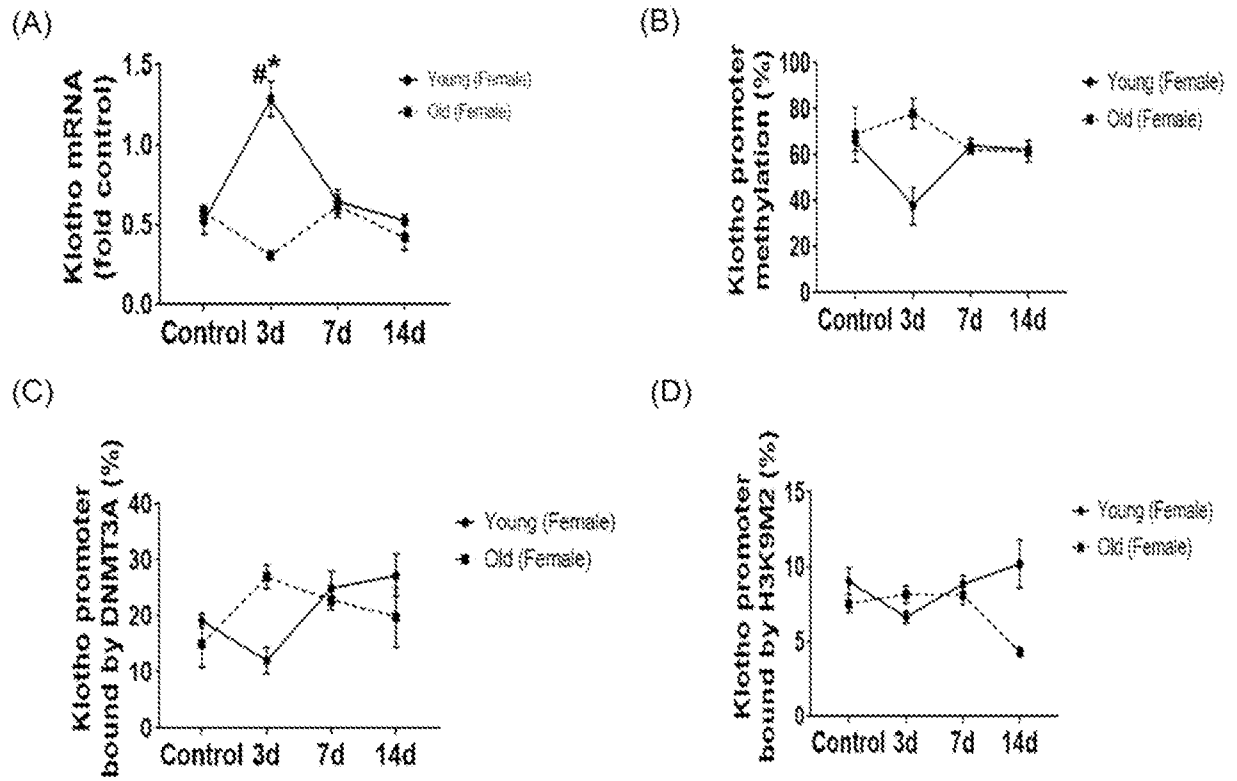 (A)
Klotho mRNA
(fold control)
1.5
1.0
0.5
0.0
#*
Control 3d 7d 14d
Young (Female)
Old (Female)
(B)
Klotho promoter
methylation (%)
100
80
60
40
20
0
Control 3d 7d 14d
Young (Female)
Old (Female)
(C)
Klotho promoter
bound by DNMT3A (%)
40
30
20
10
0
Control 3d 7d 14d
Young (Female)
Old (Female)
(D)
Klotho promoter
bound by H3K9M2 (%)
15
10
5
0
Control 3d 7d 14d
Young (Female)
Old (Female)